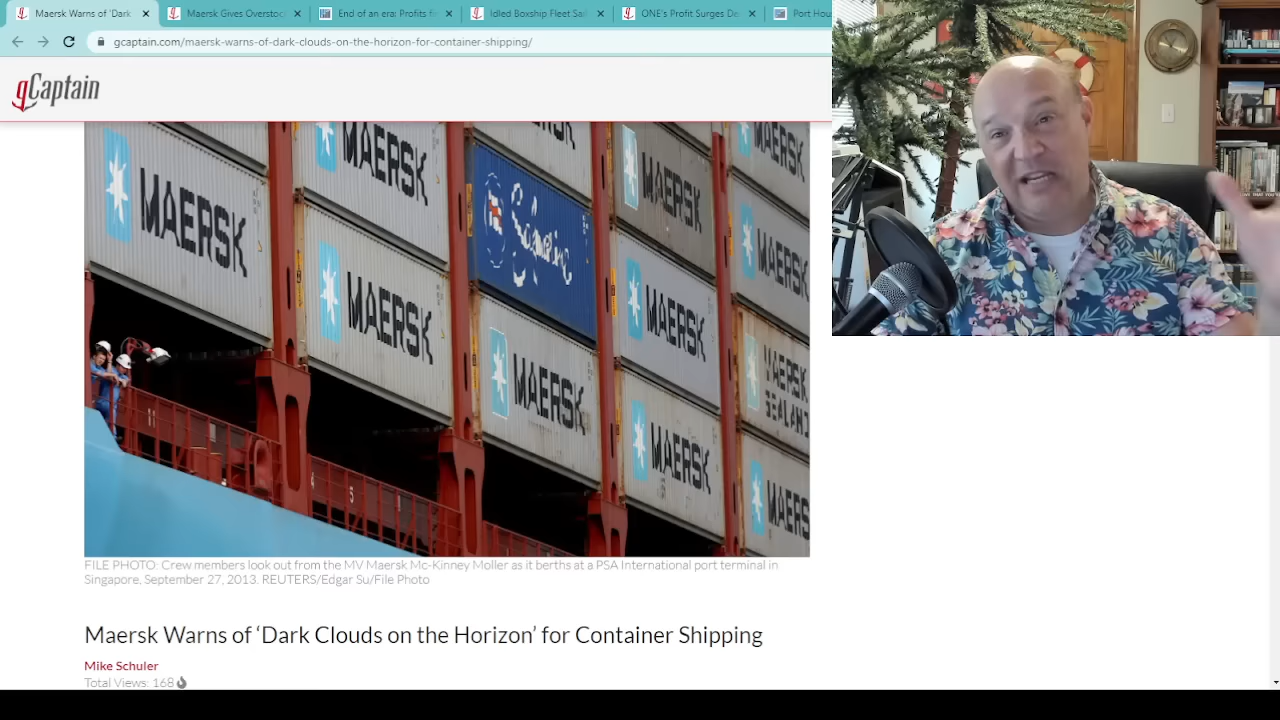 Maersk Warns of 'Dark
Maersk Gives Overstoc
End of an era: Profits f
Idled Boxship Fleet Sa
ONE's Profit Surges De
Port Hou
gcaptain.com/maersk-warns-of-dark-clouds-on-the-horizon-for-container-shipping/
gCaptain
MAERSK
MAERSK
MAERSK
MAERSK
MAERSK
MAERSK
MAERSK
MAERSK
MAERSK
MAERSK
MAERSK
SEALAND
MAERSK
FILE PHOTO: Crew members look out from the MV Maersk Mc-Kinney Moller as it berths at a PSA International port terminal in
Singapore, September 27, 2013. REUTERS/Edgar Su/File Photo
Maersk Warns of 'Dark Clouds on the Horizon' for Container Shipping
Mike Schuler
Total Views: 168